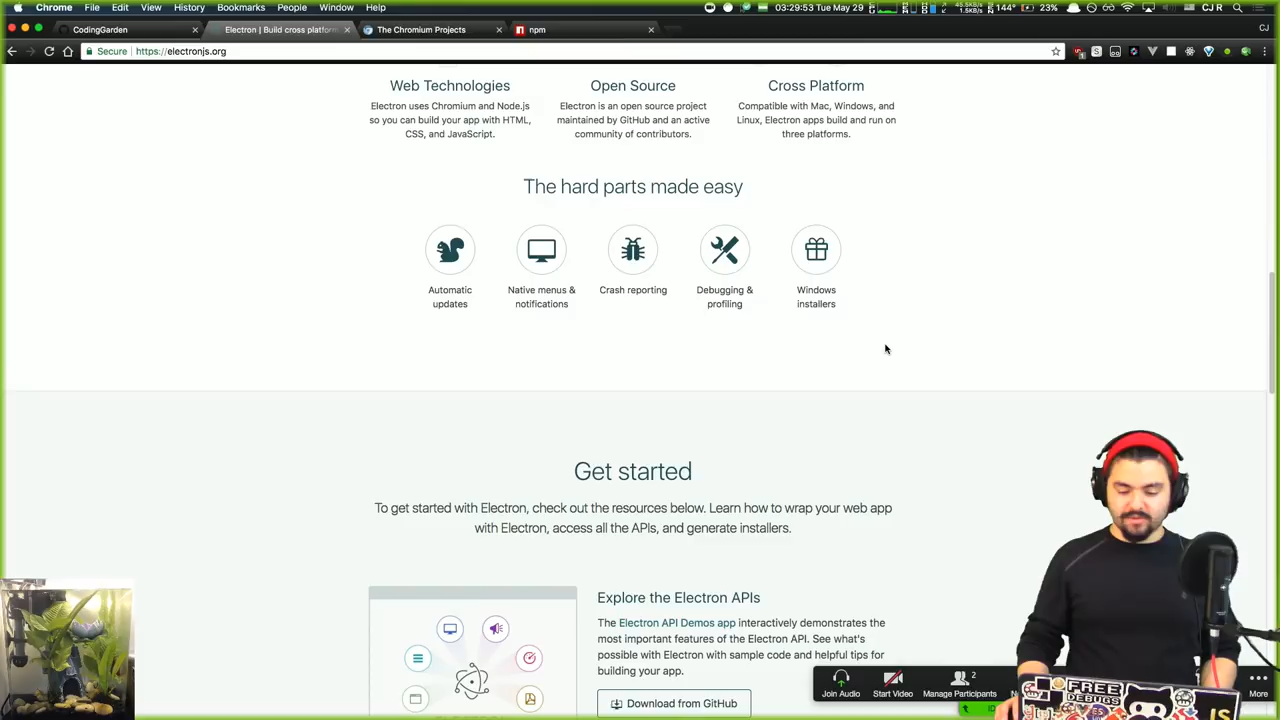 Chrome File Edit View History Bookmarks People Window Help
03:29:53 Tue May 29 144° 23% CJ R
CodingGarden
Electron | Build cross platform
The Chromium Projects
npm
CJ
Secure https://electronjs.org
Web Technologies
Electron uses Chromium and Node.js
so you can build your app with HTML,
CSS, and JavaScript.
Open Source
Electron is an open source project
maintained by GitHub and an active
community of contributors.
Cross Platform
Compatible with Mac, Windows, and
Linux, Electron apps build and run on
three platforms.
The hard parts made easy
Automatic
updates
Native menus &
notifications
Crash reporting
Debugging &
profiling
Windows
installers
Get started
To get started with Electron, check out the resources below. Learn how to wrap your web app
with Electron, access all the APIs, and generate installers.
Explore the Electron APIs
The Electron API Demos app interactively demonstrates the
most important features of the Electron API. See what's
possible with Electron with sample code and helpful tips for
building your app.
Download from GitHub
Join Audio
Start Video
2
Manage Participants
More
FREE
DEBUGS
JS